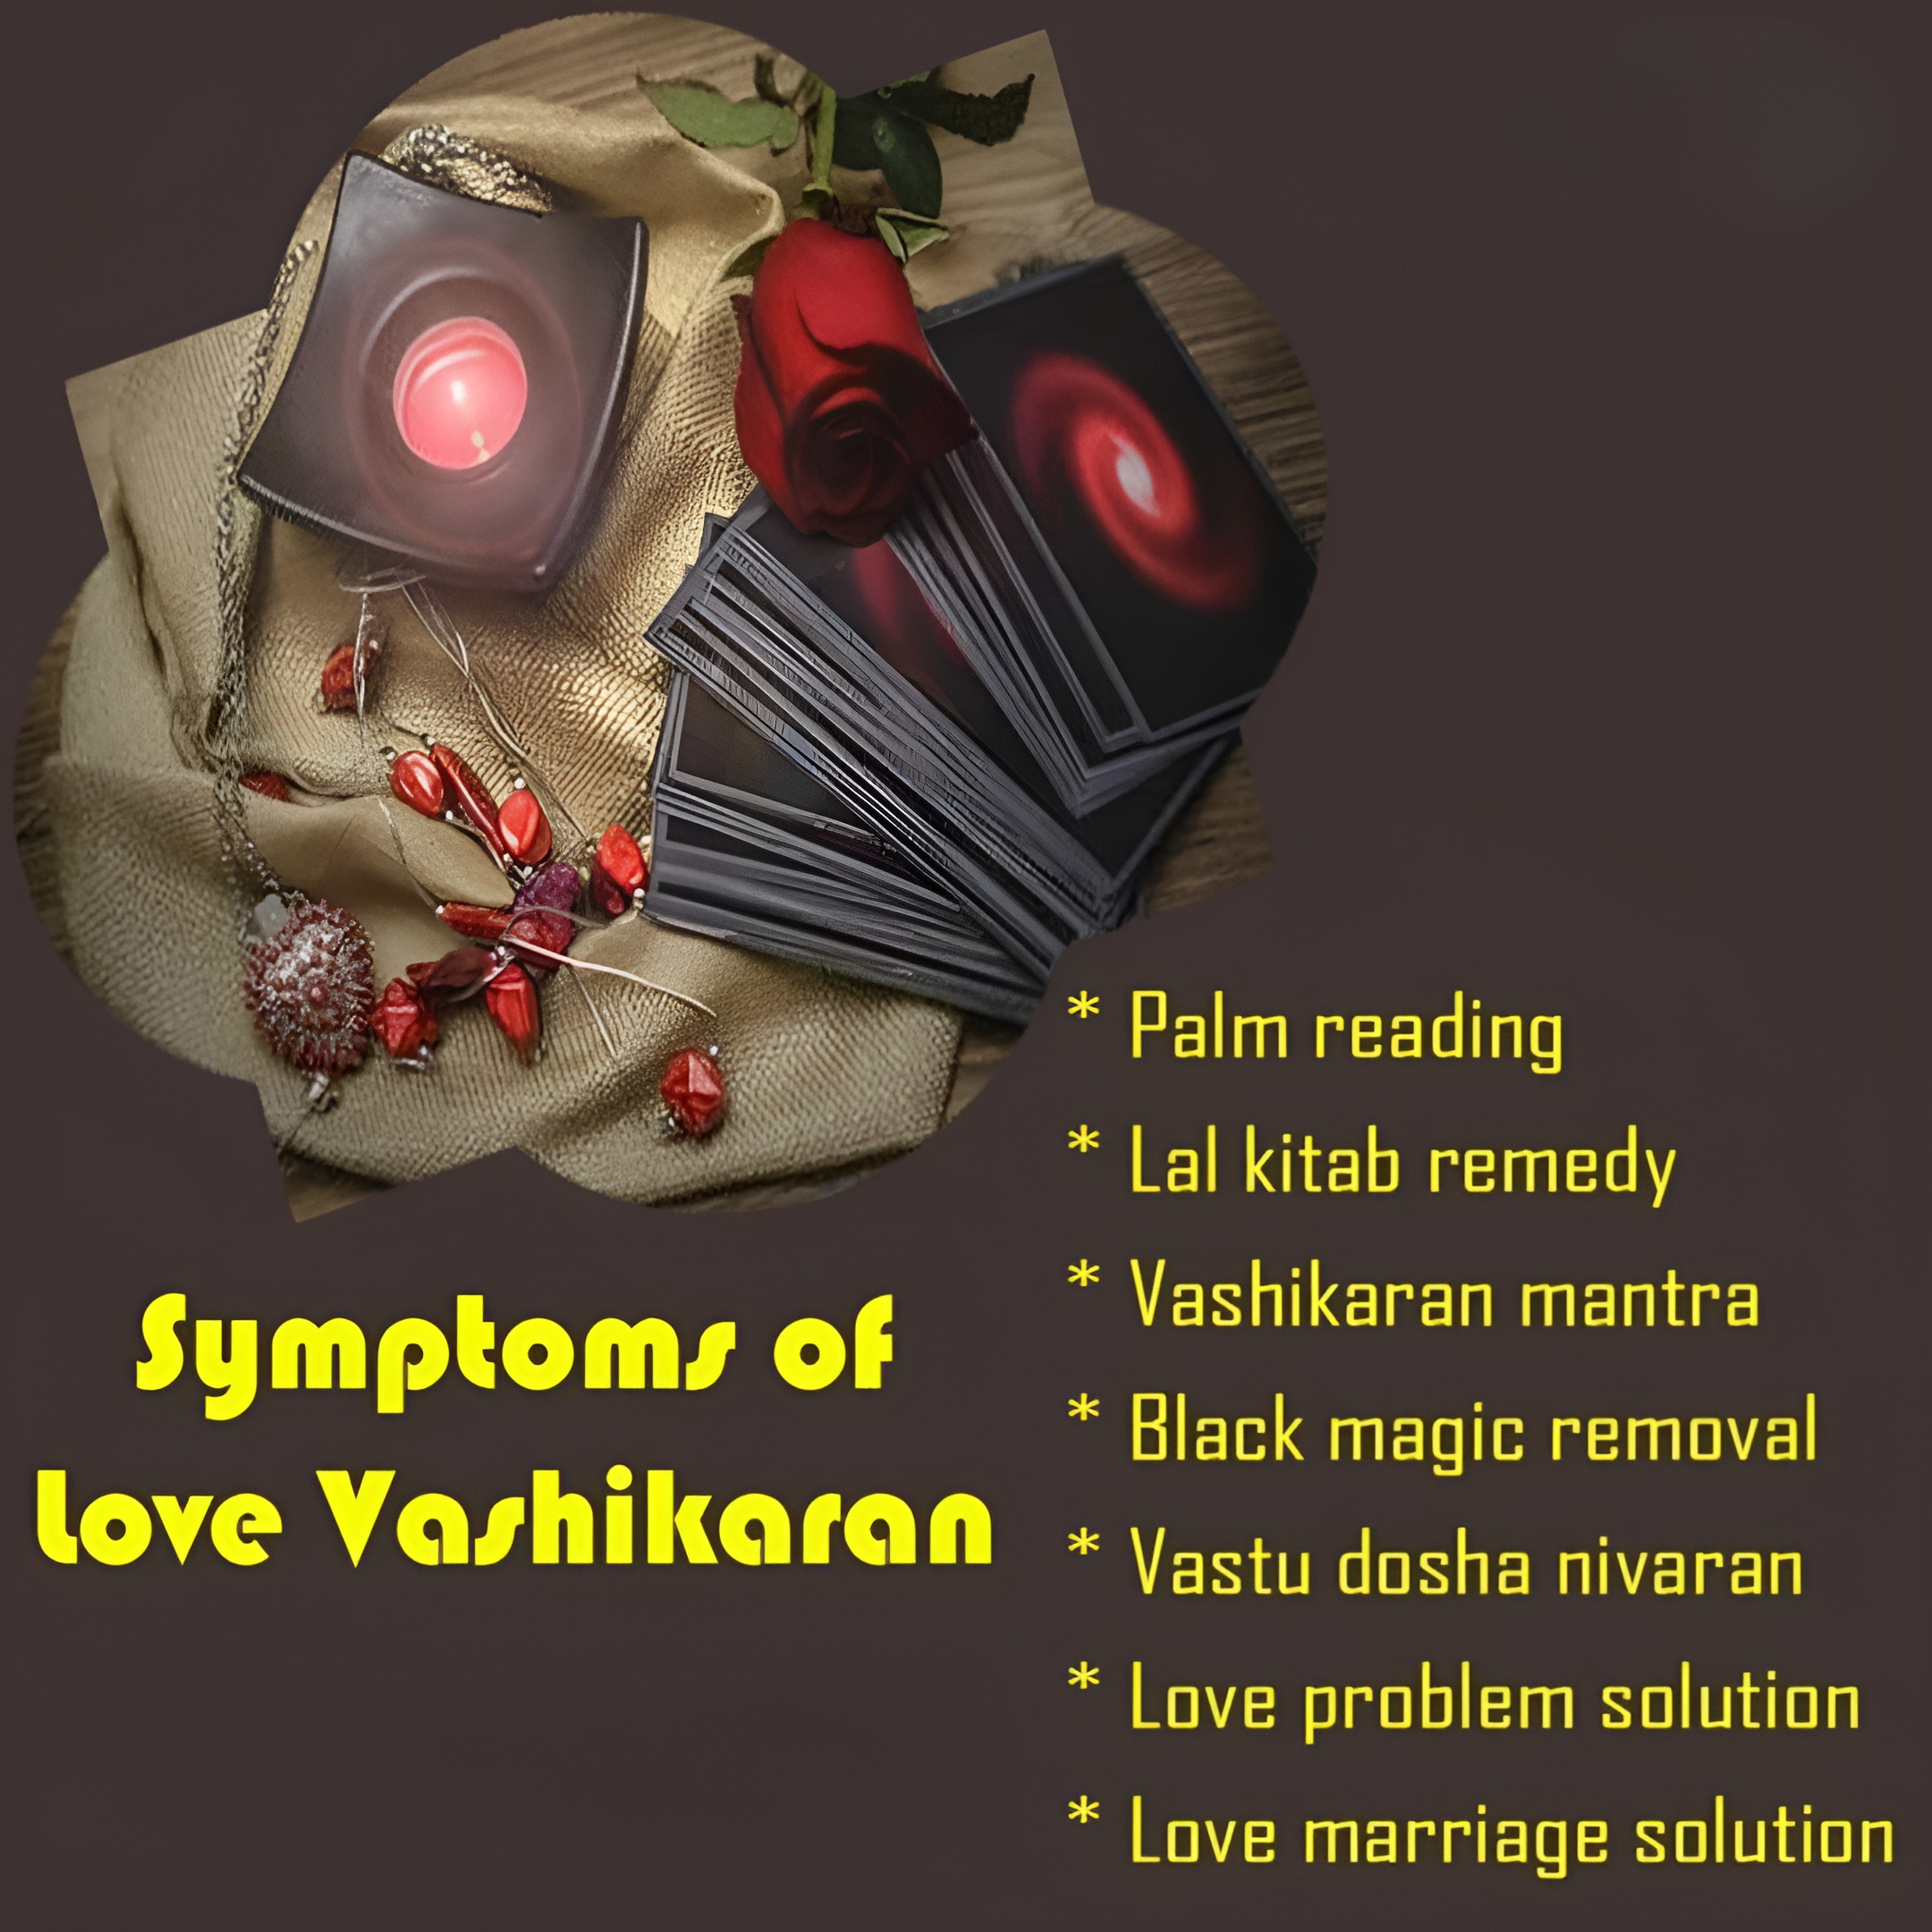 Symptoms of
Love Vashikaran
* Palm reading
* Lal kitab remedy
* Vashikaran mantra
* Black magic removal
* Vastu dosha nivaran
* Love problem solution
* Love marriage solution